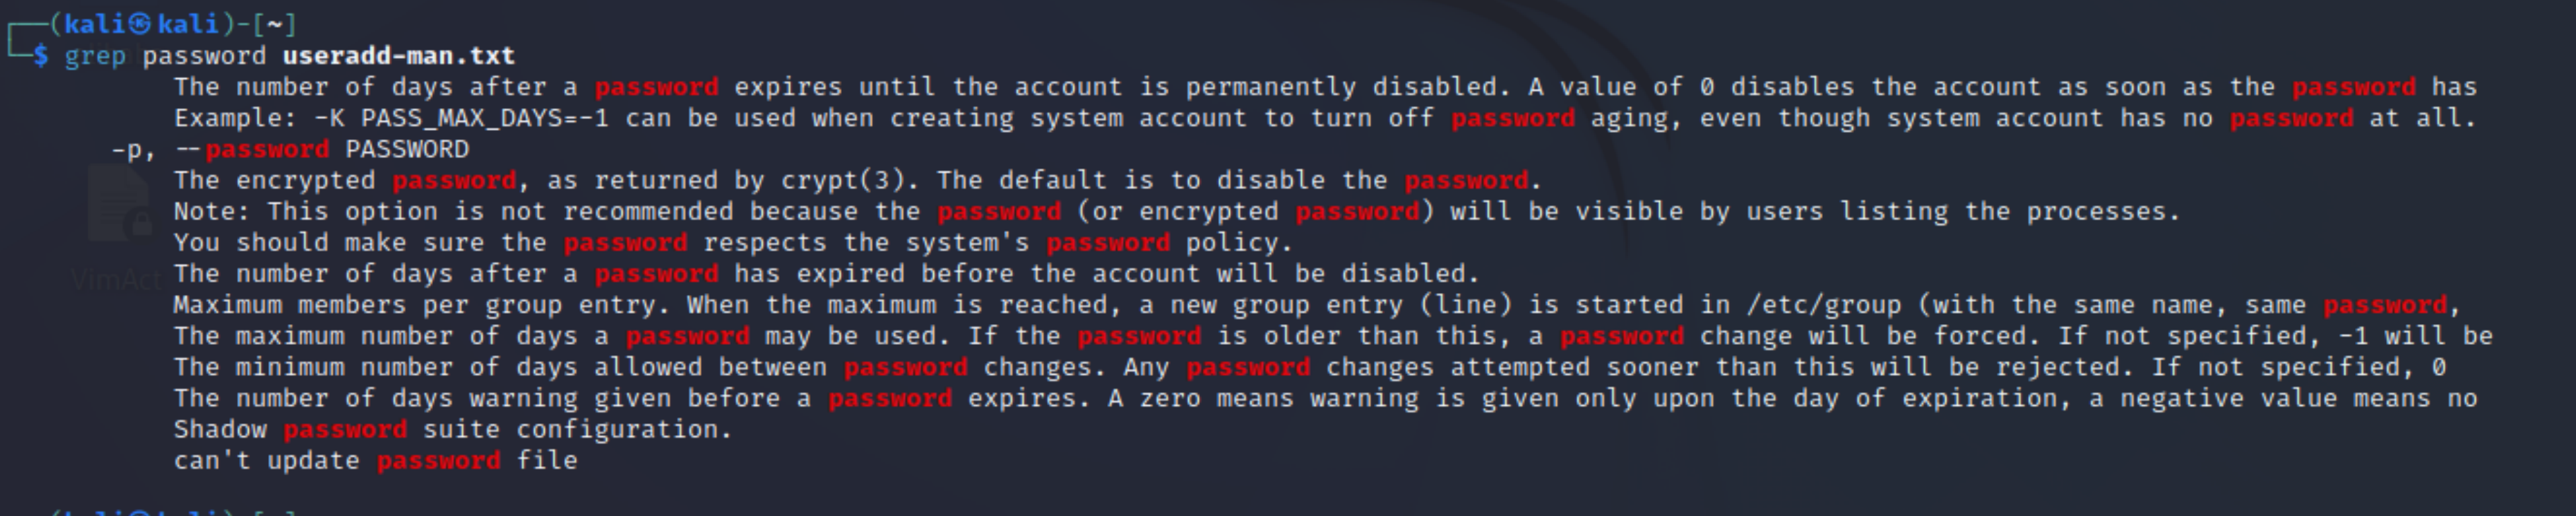 ┌──(kali㉿kali)-[~]
└─$ grep password useradd-man.txt
The number of days after a password expires until the account is permanently disabled. A value of 0 disables the account as soon as the password has
Example: -K PASS_MAX_DAYS=-1 can be used when creating system account to turn off password aging, even though system account has no password at all.
-p, --password PASSWORD
The encrypted password, as returned by crypt(3). The default is to disable the password.
Note: This option is not recommended because the password (or encrypted password) will be visible by users listing the processes.
You should make sure the password respects the system's password policy.
The number of days after a password has expired before the account will be disabled.
VimAct
Maximum members per group entry. When the maximum is reached, a new group entry (line) is started in /etc/group (with the same name, same password,
The maximum number of days a password may be used. If the password is older than this, a password change will be forced. If not specified, -1 will be
The minimum number of days allowed between password changes. Any password changes attempted sooner than this will be rejected. If not specified, 0
The number of days warning given before a password expires. A zero means warning is given only upon the day of expiration, a negative value means no
Shadow password suite configuration.
can't update password file